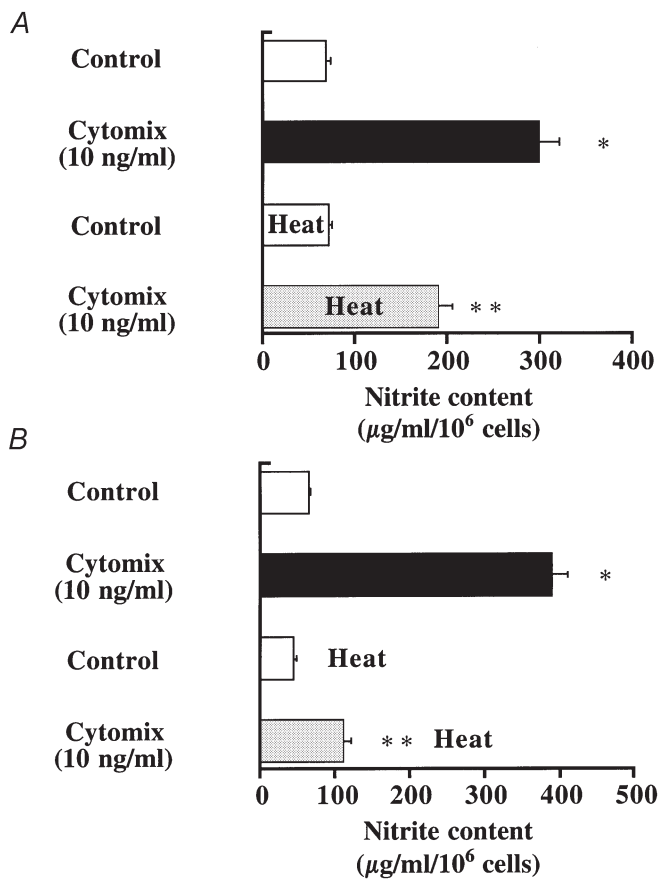 A
Control
Cytomix
(10 ng/ml)
*
Control
Heat
Cytomix
(10 ng/ml)
Heat
* *
0 100 200 300 400
Nitrite content
(µg/ml/10⁶ cells)
B
Control
Cytomix
(10 ng/ml)
*
Control
Heat
Cytomix
(10 ng/ml)
* * Heat
0 100 200 300 400 500
Nitrite content
(µg/ml/10⁶ cells)